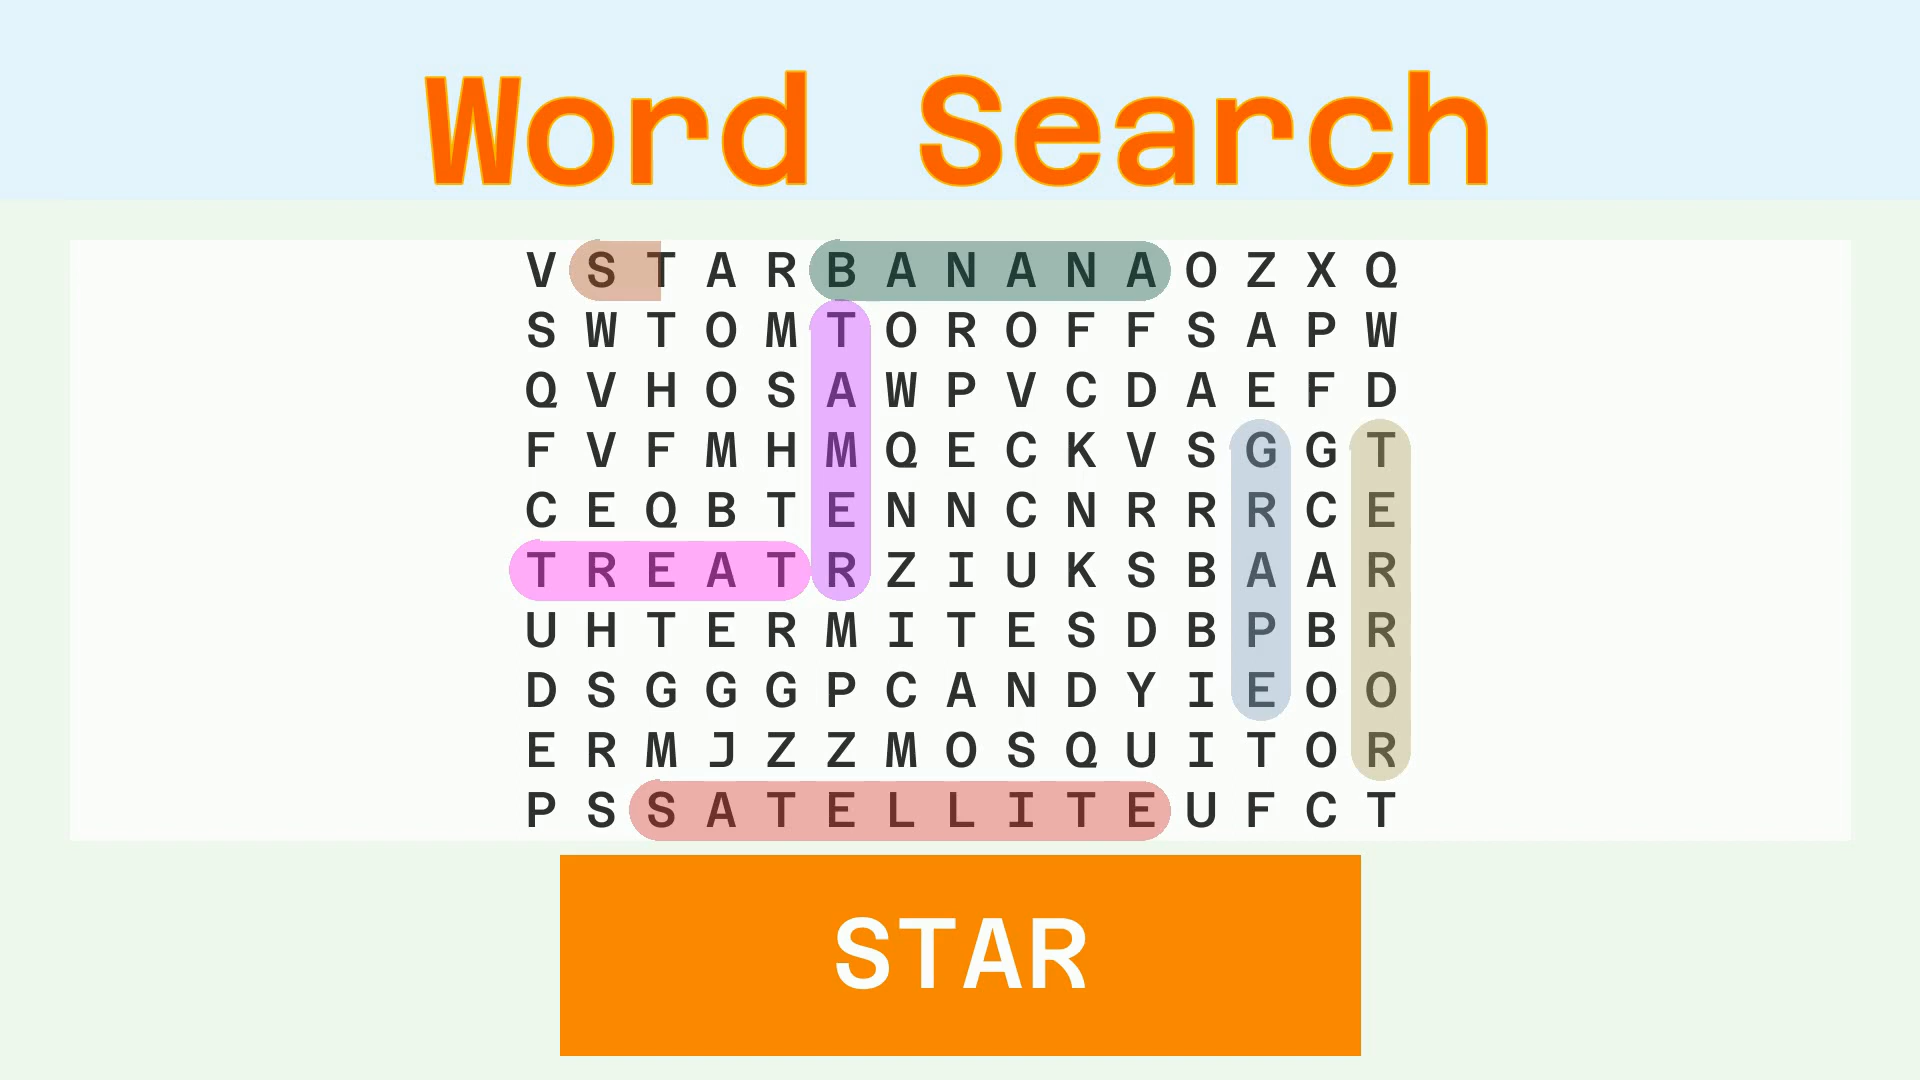 Word Search
V S T A R B A N A N A O Z X Q
S W T O M T O R O F F S A P W
Q V H O S A W P V C D A E F D
F V F M H M Q E C K V S G G T
C E Q B T E N N C N R R R C E
T R E A T R Z I U K S B A A R
U H T E R M I T E S D B P B R
D S G G G P C A N D Y I E O O
E R M J Z Z M O S Q U I T O R
P S S A T E L L I T E U F C T
STAR